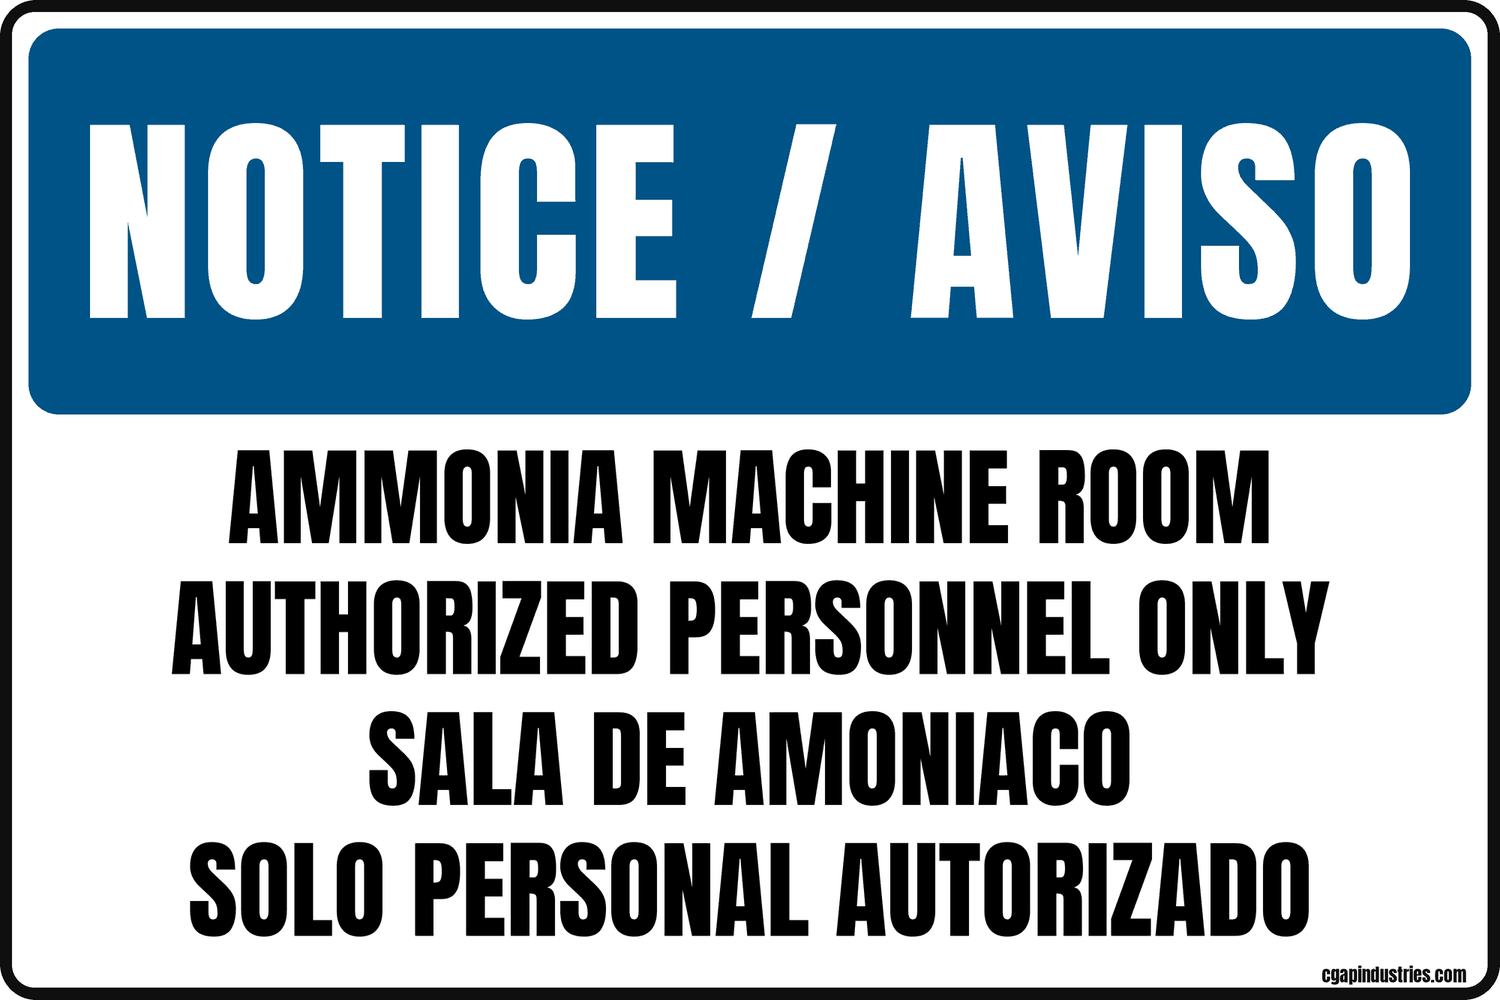 NOTICE / AVISO
AMMONIA MACHINE ROOM
AUTHORIZED PERSONNEL ONLY
SALA DE AMONIACO
SOLO PERSONAL AUTORIZADO
cgapindustries.com